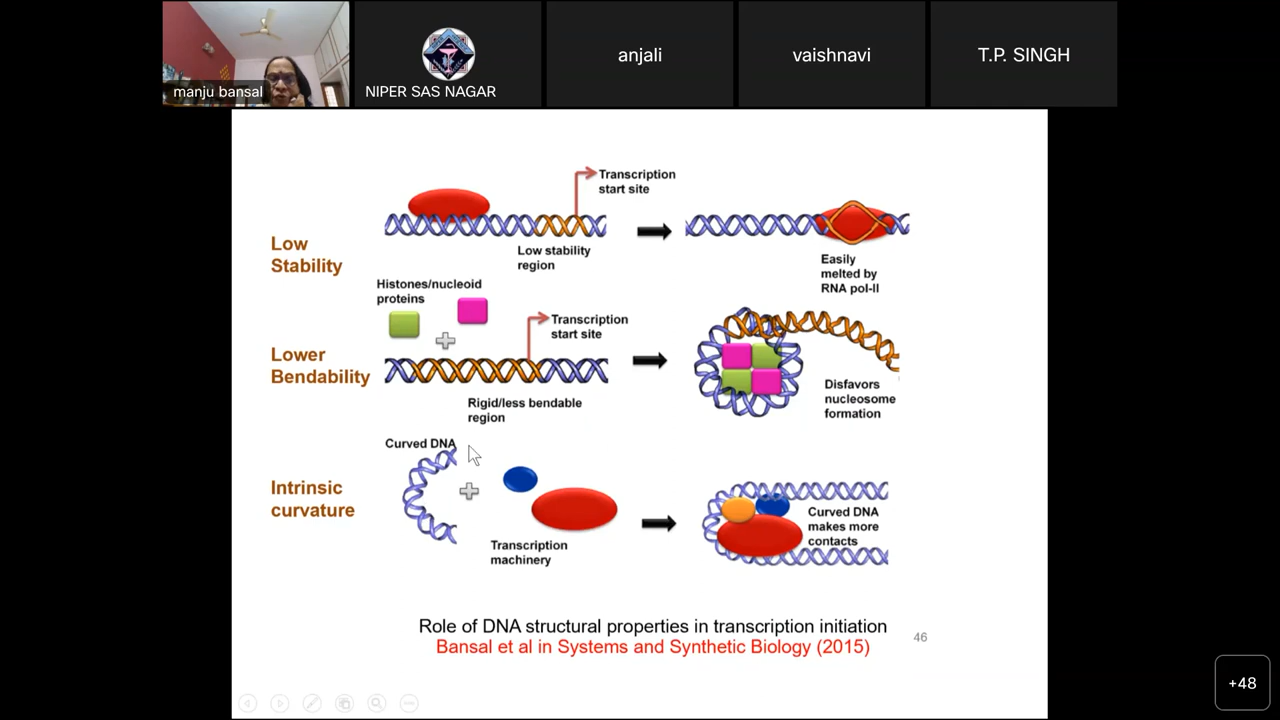 manju bansal
NIPER SAS NAGAR
anjali
vaishnavi
T.P. SINGH
Transcription
start site
Low
Stability
Low stability
region
Easily
melted by
RNA pol-II
Histones/nucleoid
proteins
Transcription
start site
Lower
Bendability
Rigid/less bendable
region
Disfavors
nucleosome
formation
Curved DNA
Intrinsic
curvature
Transcription
machinery
Curved DNA
makes more
contacts
Role of DNA structural properties in transcription initiation
Bansal et al in Systems and Synthetic Biology (2015)
46
+48